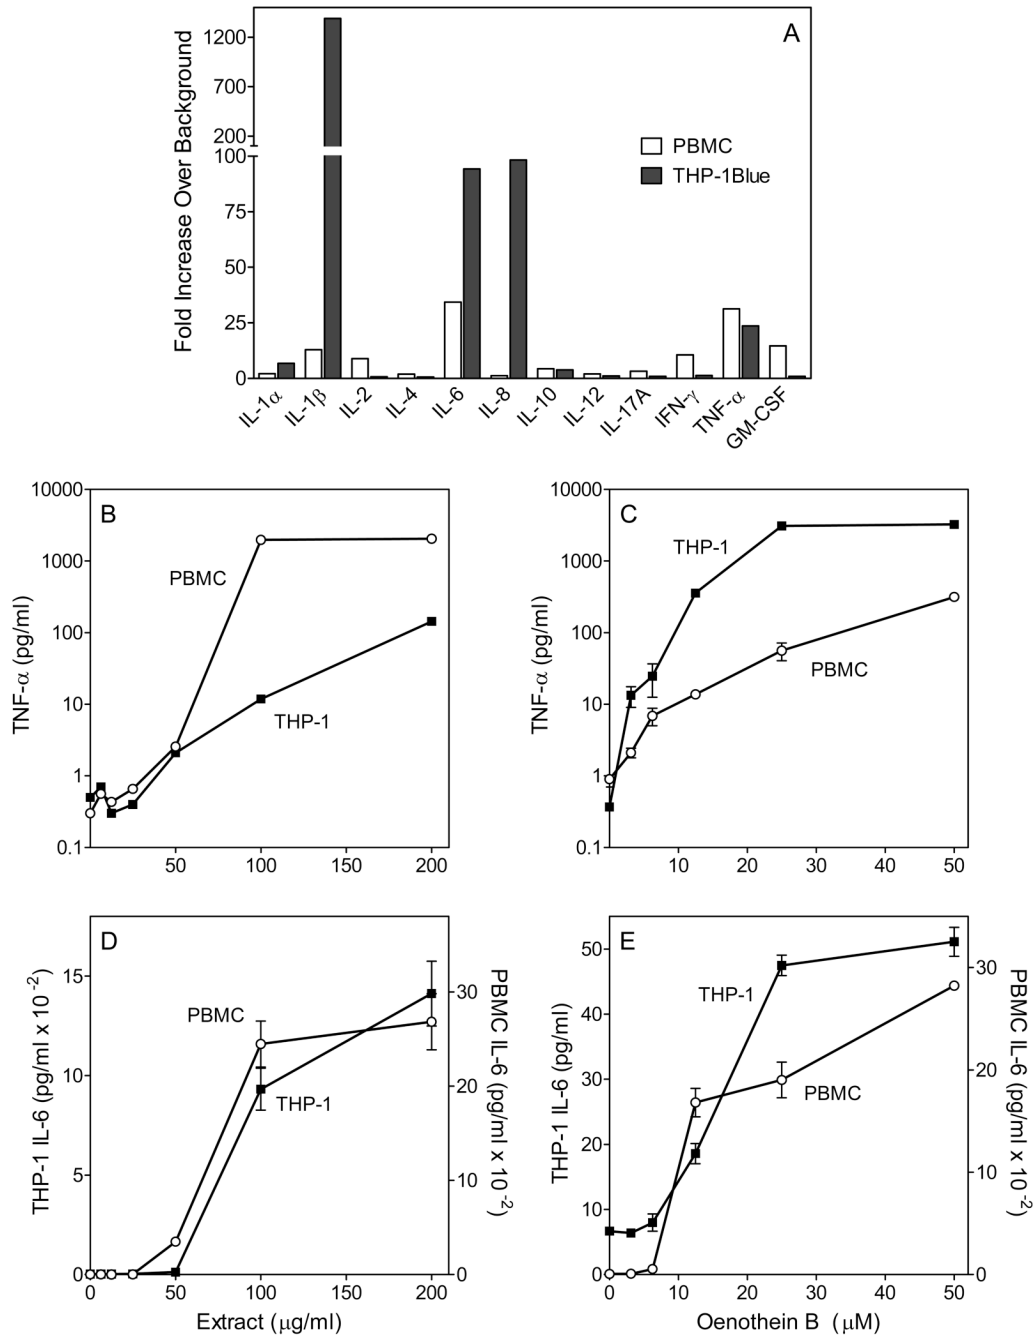 A
Fold Increase Over Background
1200
700
200
100
75
50
25
0
PBMC
THP-1Blue
IL-1α
IL-1β
IL-2
IL-4
IL-6
IL-8
IL-10
IL-12
IL-17A
IFN-γ
TNF-α
GM-CSF
B
TNF-α (pg/ml)
10000
1000
100
10
1
0.1
PBMC
THP-1
50 100 150 200
C
TNF-α (pg/ml)
10000
1000
100
10
1
0.1
THP-1
PBMC
10 20 30 40 50
D
THP-1 IL-6 (pg/ml x 10⁻²)
15
10
5
0
PBMC
THP-1
30
20
10
0
PBMC IL-6 (pg/ml x 10⁻²)
0 50 100 150 200
Extract (μg/ml)
E
THP-1 IL-6 (pg/ml)
50
40
30
20
10
0
THP-1
PBMC
30
20
10
0
PBMC IL-6 (pg/ml x 10⁻²)
0 10 20 30 40 50
Oenothein B (μM)